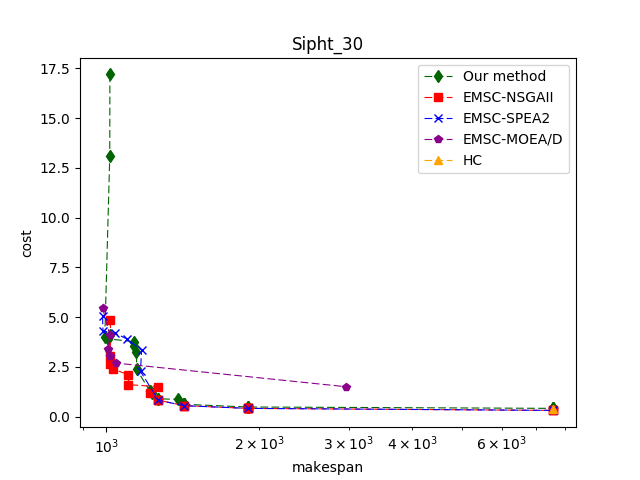 Sipht_30
17.5
15.0
12.5
10.0
7.5
5.0
2.5
0.0
cost
Our method
EMSC-NSGAII
EMSC-SPEA2
EMSC-MOEA/D
HC
10³ 2 × 10³ 3 × 10³ 4 × 10³ 6 × 10³
makespan